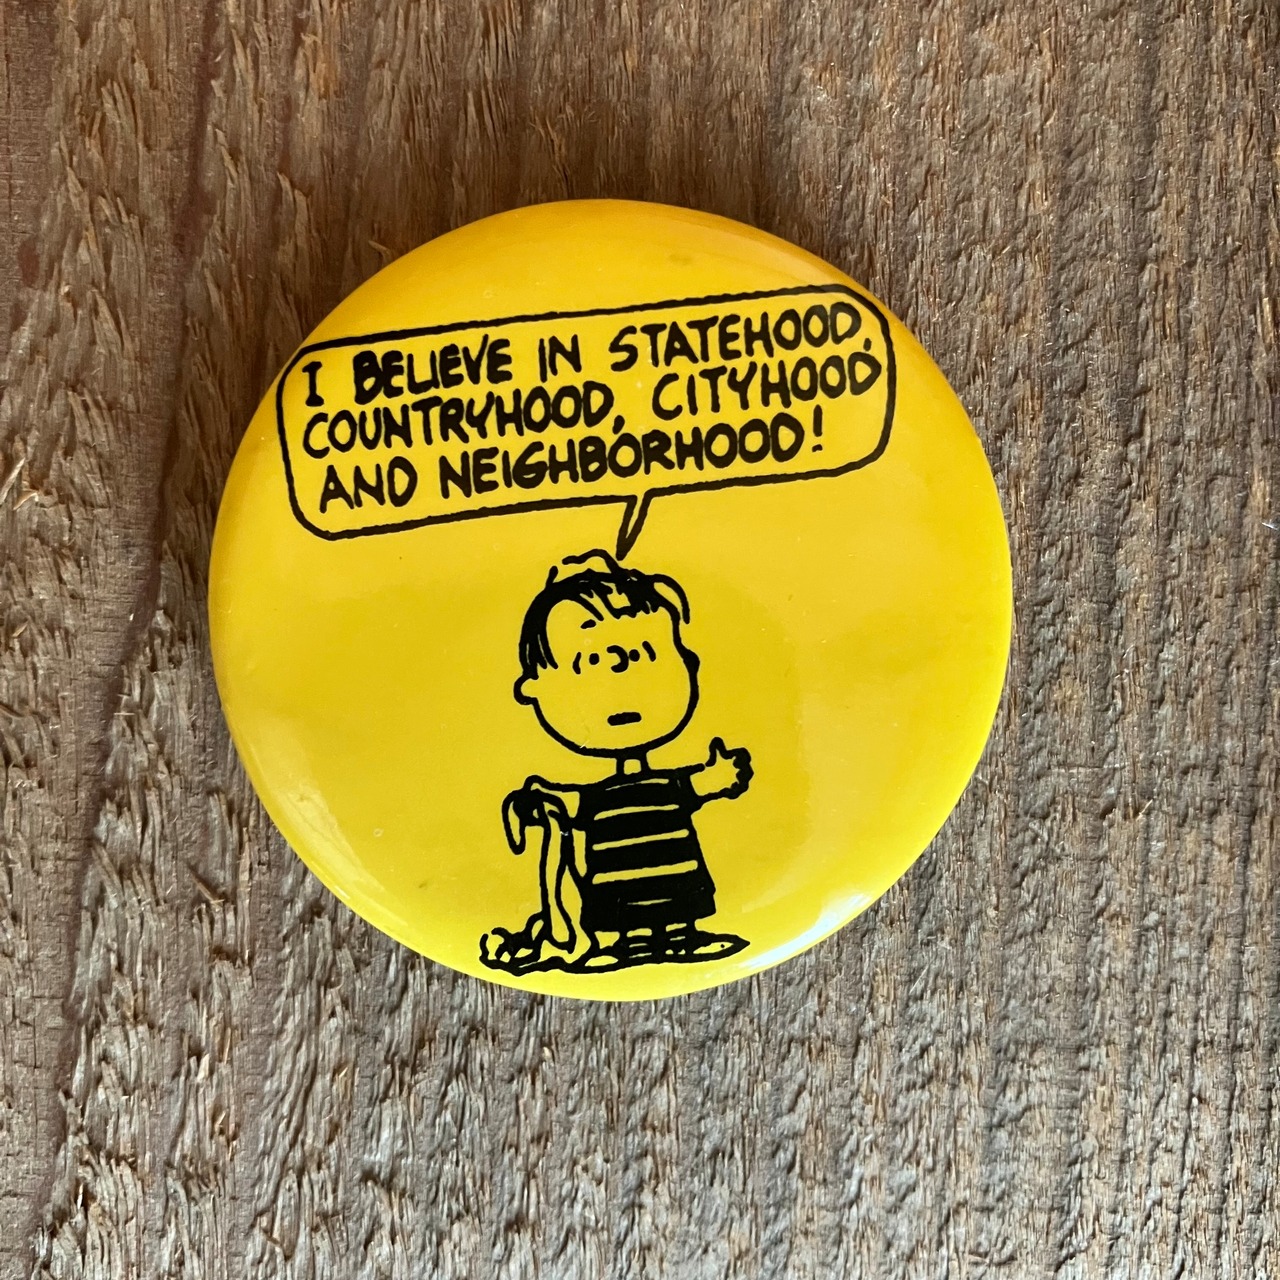 I BELIEVE IN STATEHOOD,
COUNTRYHOOD, CITYHOOD
AND NEIGHBORHOOD!